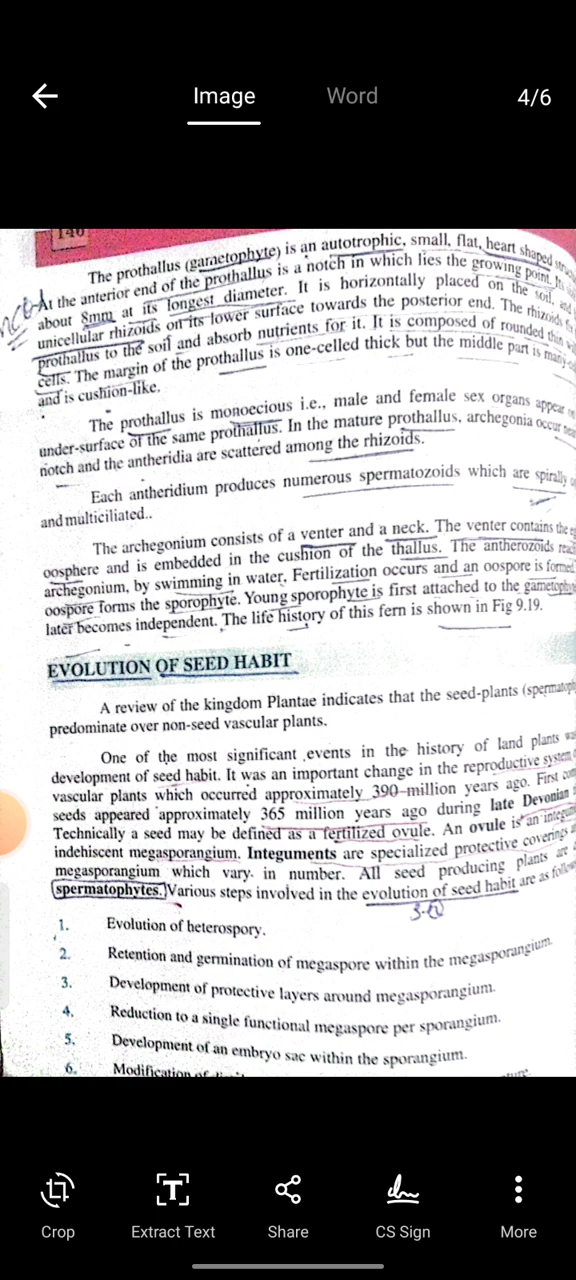 Image Word 4/6
140
The prothallus (gametophyte) is an autotrophic, small, flat, heart shaped
At the anterior end of the prothallus is a notch in which lies the growing point. It
about 8mm at its longest diameter. It is horizontally placed on the soil, and
unicellular rhizoids on its lower surface towards the posterior end. The rhizoids
prothallus to the soil and absorb nutrients for it. It is composed of rounded thin
cells. The margin of the prothallus is one-celled thick but the middle part is many
and is cushion-like.
The prothallus is monoecious i.e., male and female sex organs appear
under-surface of the same prothallus. In the mature prothallus, archegonia occur
notch and the antheridia are scattered among the rhizoids.
Each antheridium produces numerous spermatozoids which are spirally
and multiciliated..
The archegonium consists of a venter and a neck. The venter contains the
oosphere and is embedded in the cushion of the thallus. The antherozoids
archegonium, by swimming in water. Fertilization occurs and an oospore is formed.
oospore forms the sporophyte. Young sporophyte is first attached to the gametoph
later becomes independent. The life history of this fern is shown in Fig 9.19.
EVOLUTION OF SEED HABIT
A review of the kingdom Plantae indicates that the seed-plants (spermatoph
predominate over non-seed vascular plants.
One of the most significant events in the history of land plants
development of seed habit. It was an important change in the reproductive system
vascular plants which occurred approximately 390 million years ago. First
seeds appeared approximately 365 million years ago during late Devonian
Technically a seed may be defined as a fertilized ovule. An ovule is an integu
indehiscent megasporangium. Integuments are specialized protective coverings
megasporangium which vary in number. All seed producing plants are
spermatophytes. Various steps involved in the evolution of seed habit are as follow
1. Evolution of heterospory.
2. Retention and germination of megaspore within the megasporangium.
3. Development of protective layers around megasporangium.
4. Reduction to a single functional megaspore per sporangium.
5. Development of an embryo sac within the sporangium.
6. Modification of
Crop Extract Text Share CS Sign More